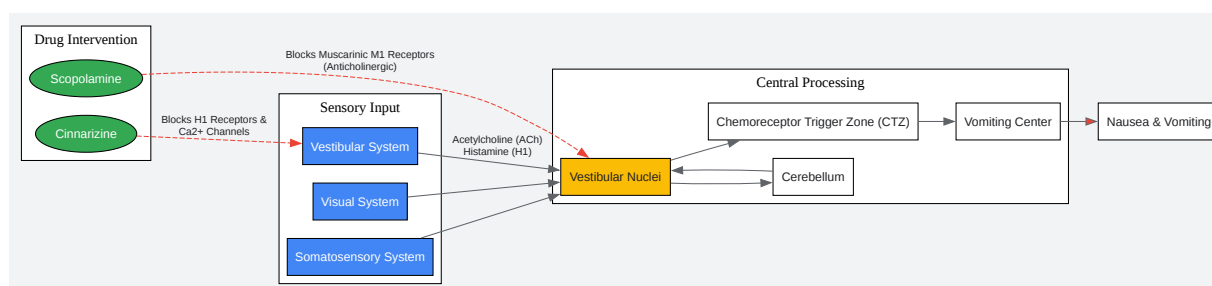 Drug Intervention
Scopolamine
Cinnarizine
Blocks Muscarinic M1 Receptors
(Anticholinergic)
Blocks H1 Receptors &
Ca2+ Channels
Sensory Input
Vestibular System
Visual System
Somatosensory System
Acetylcholine (ACh)
Histamine (H1)
Central Processing
Chemoreceptor Trigger Zone (CTZ)
Vomiting Center
Nausea & Vomiting
Vestibular Nuclei
Cerebellum